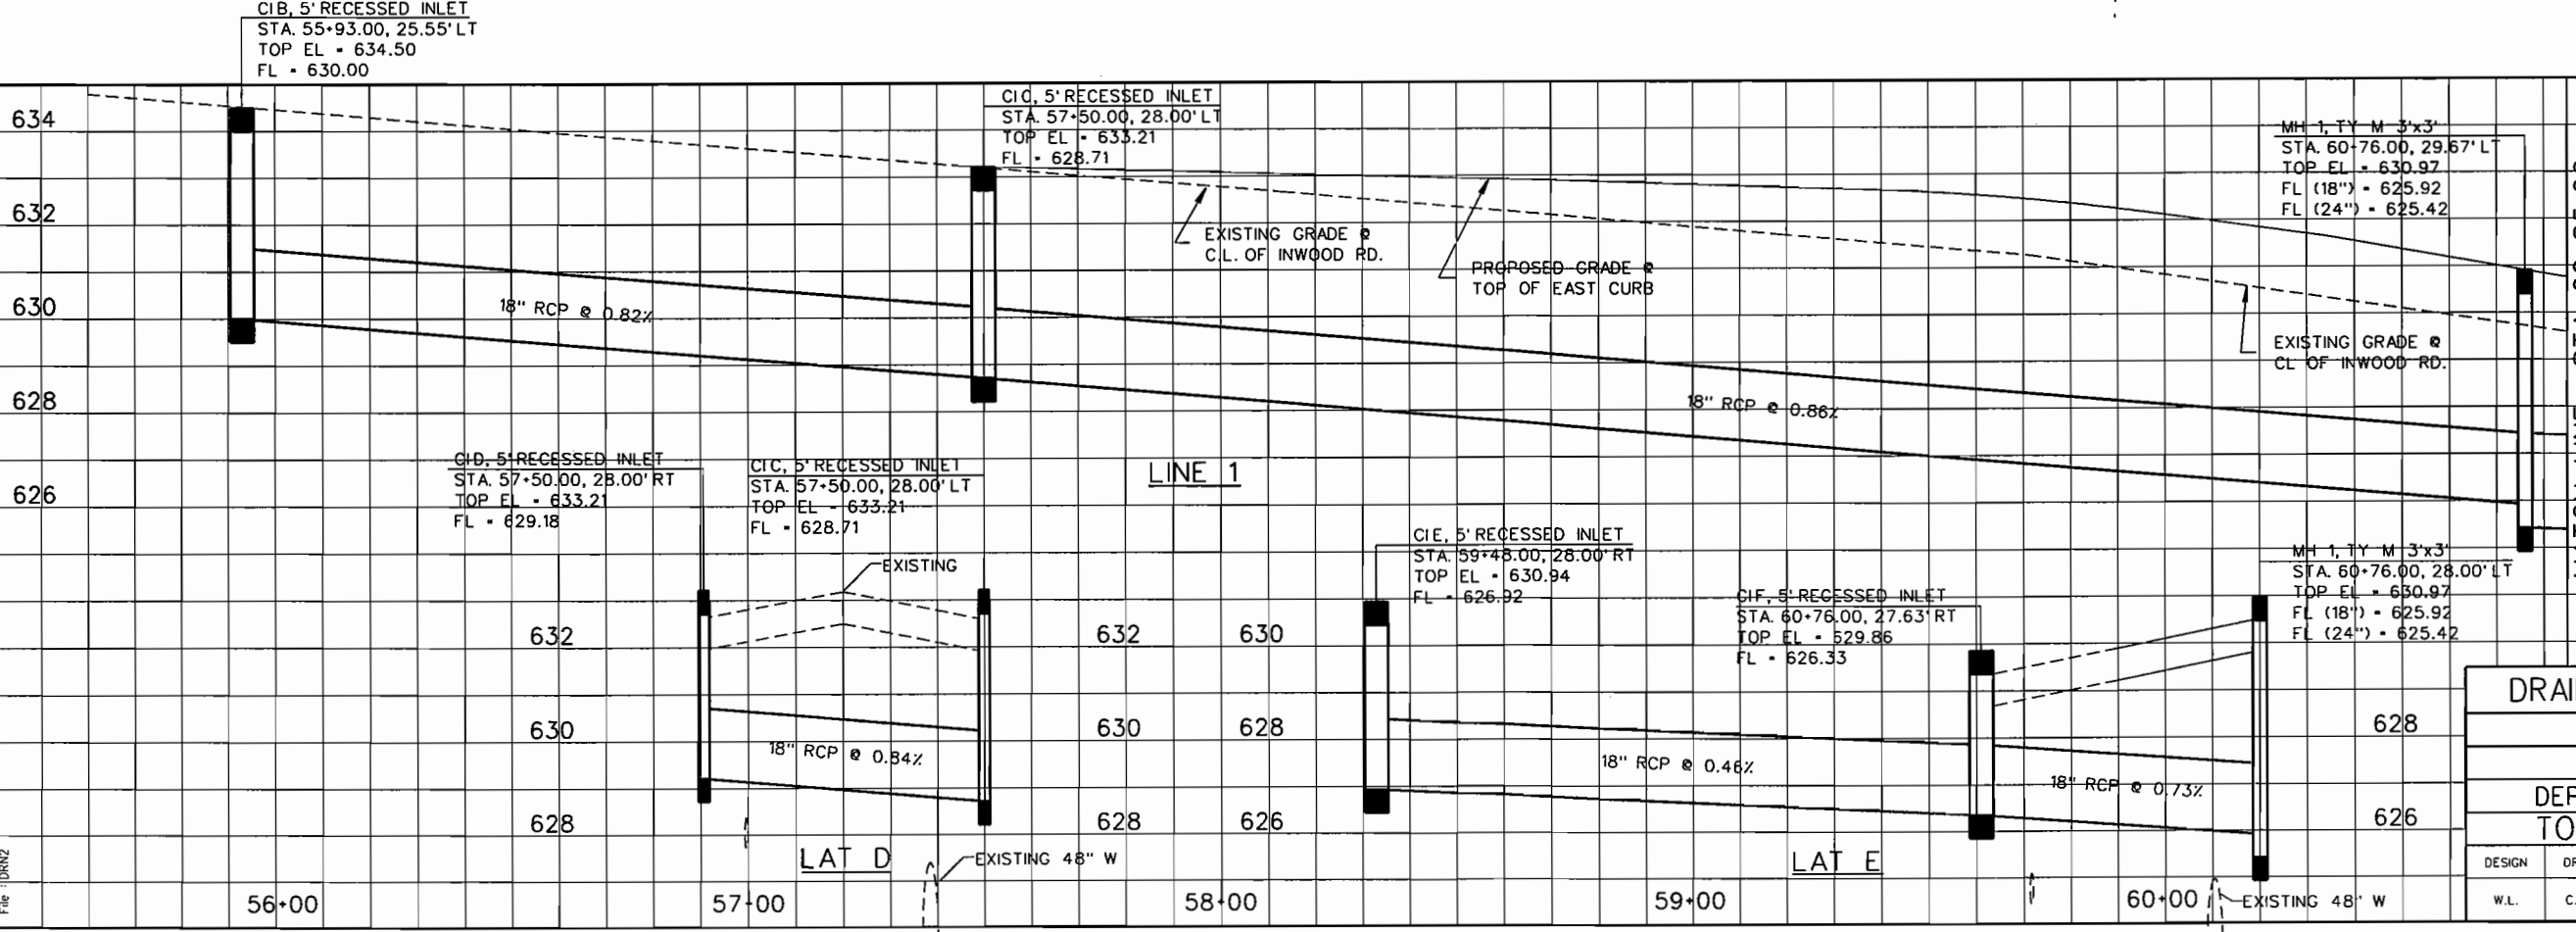 CIB, 5' RECESSED INLET
STA. 55+93.00, 25.55' LT
TOP EL = 634.50
FL = 630.00
CIC, 5' RECESSED INLET
STA. 57+50.00, 28.00' LT
TOP EL = 633.21
FL = 628.71
MH 1, TY M 3'x3'
STA. 60+76.00, 29.67' LT
TOP EL = 630.97
FL (18") = 625.92
FL (24") = 625.42
634
632
630
628
626
EXISTING GRADE @
C.L. OF INWOOD RD.
PROPOSED GRADE @
TOP OF EAST CURB
EXISTING GRADE @
CL OF INWOOD RD.
18" RCP @ 0.82%
18" RCP @ 0.86%
LINE 1
CID, 5' RECESSED INLET
STA. 57+50.00, 28.00' RT
TOP EL = 633.21
FL = 629.18
CIC, 5' RECESSED INLET
STA. 57+50.00, 28.00' LT
TOP EL = 633.21
FL = 628.71
EXISTING
CIE, 5' RECESSED INLET
STA. 59+48.00, 28.00' RT
TOP EL = 630.94
FL = 626.92
CIF, 5' RECESSED INLET
STA. 60+76.00, 27.63' RT
TOP EL = 629.86
FL = 626.33
MH 1, TY M 3'x3'
STA. 60+76.00, 28.00' LT
TOP EL = 630.97
FL (18") = 625.92
FL (24") = 625.42
632
632 630
630
630 628
628
628
628 626
626
18" RCP @ 0.84%
18" RCP @ 0.46%
18" RCP @ 0.73%
LAT D
EXISTING 48" W
LAT E
EXISTING 48" W
56+00
57+00
58+00
59+00
60+00
DRAI
DEP
TO
DESIGN
W.L.
File : DRN2